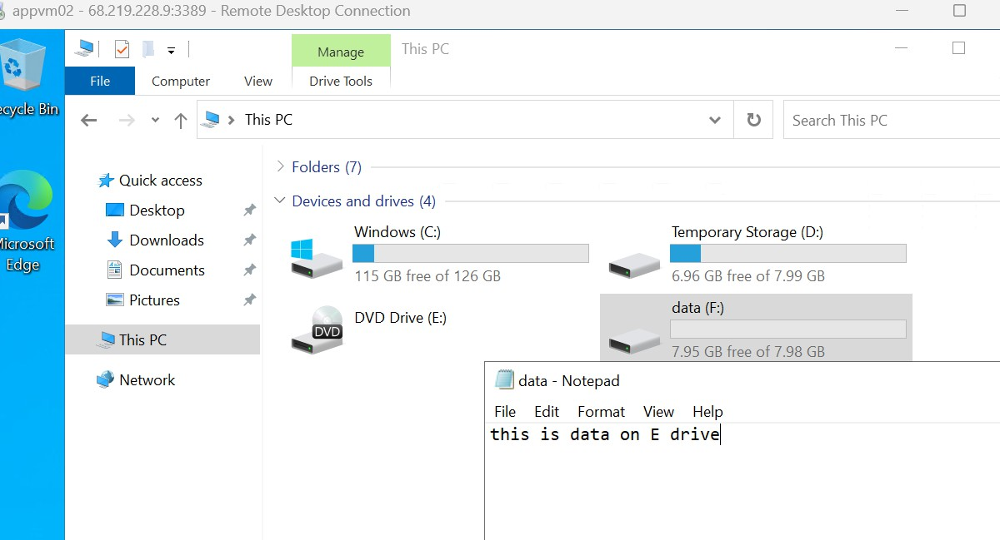 appvm02 - 68.219.228.9:3389 - Remote Desktop Connection
Manage
This PC
File
Computer
View
Drive Tools
This PC
Search This PC
ecycle Bin
Quick access
Desktop
Downloads
Documents
Pictures
This PC
Network
Microsoft
Edge
Folders (7)
Devices and drives (4)
Windows (C:)
115 GB free of 126 GB
Temporary Storage (D:)
6.96 GB free of 7.99 GB
DVD
DVD Drive (E:)
data (F:)
7.95 GB free of 7.98 GB
data - Notepad
File Edit Format View Help
this is data on E drive